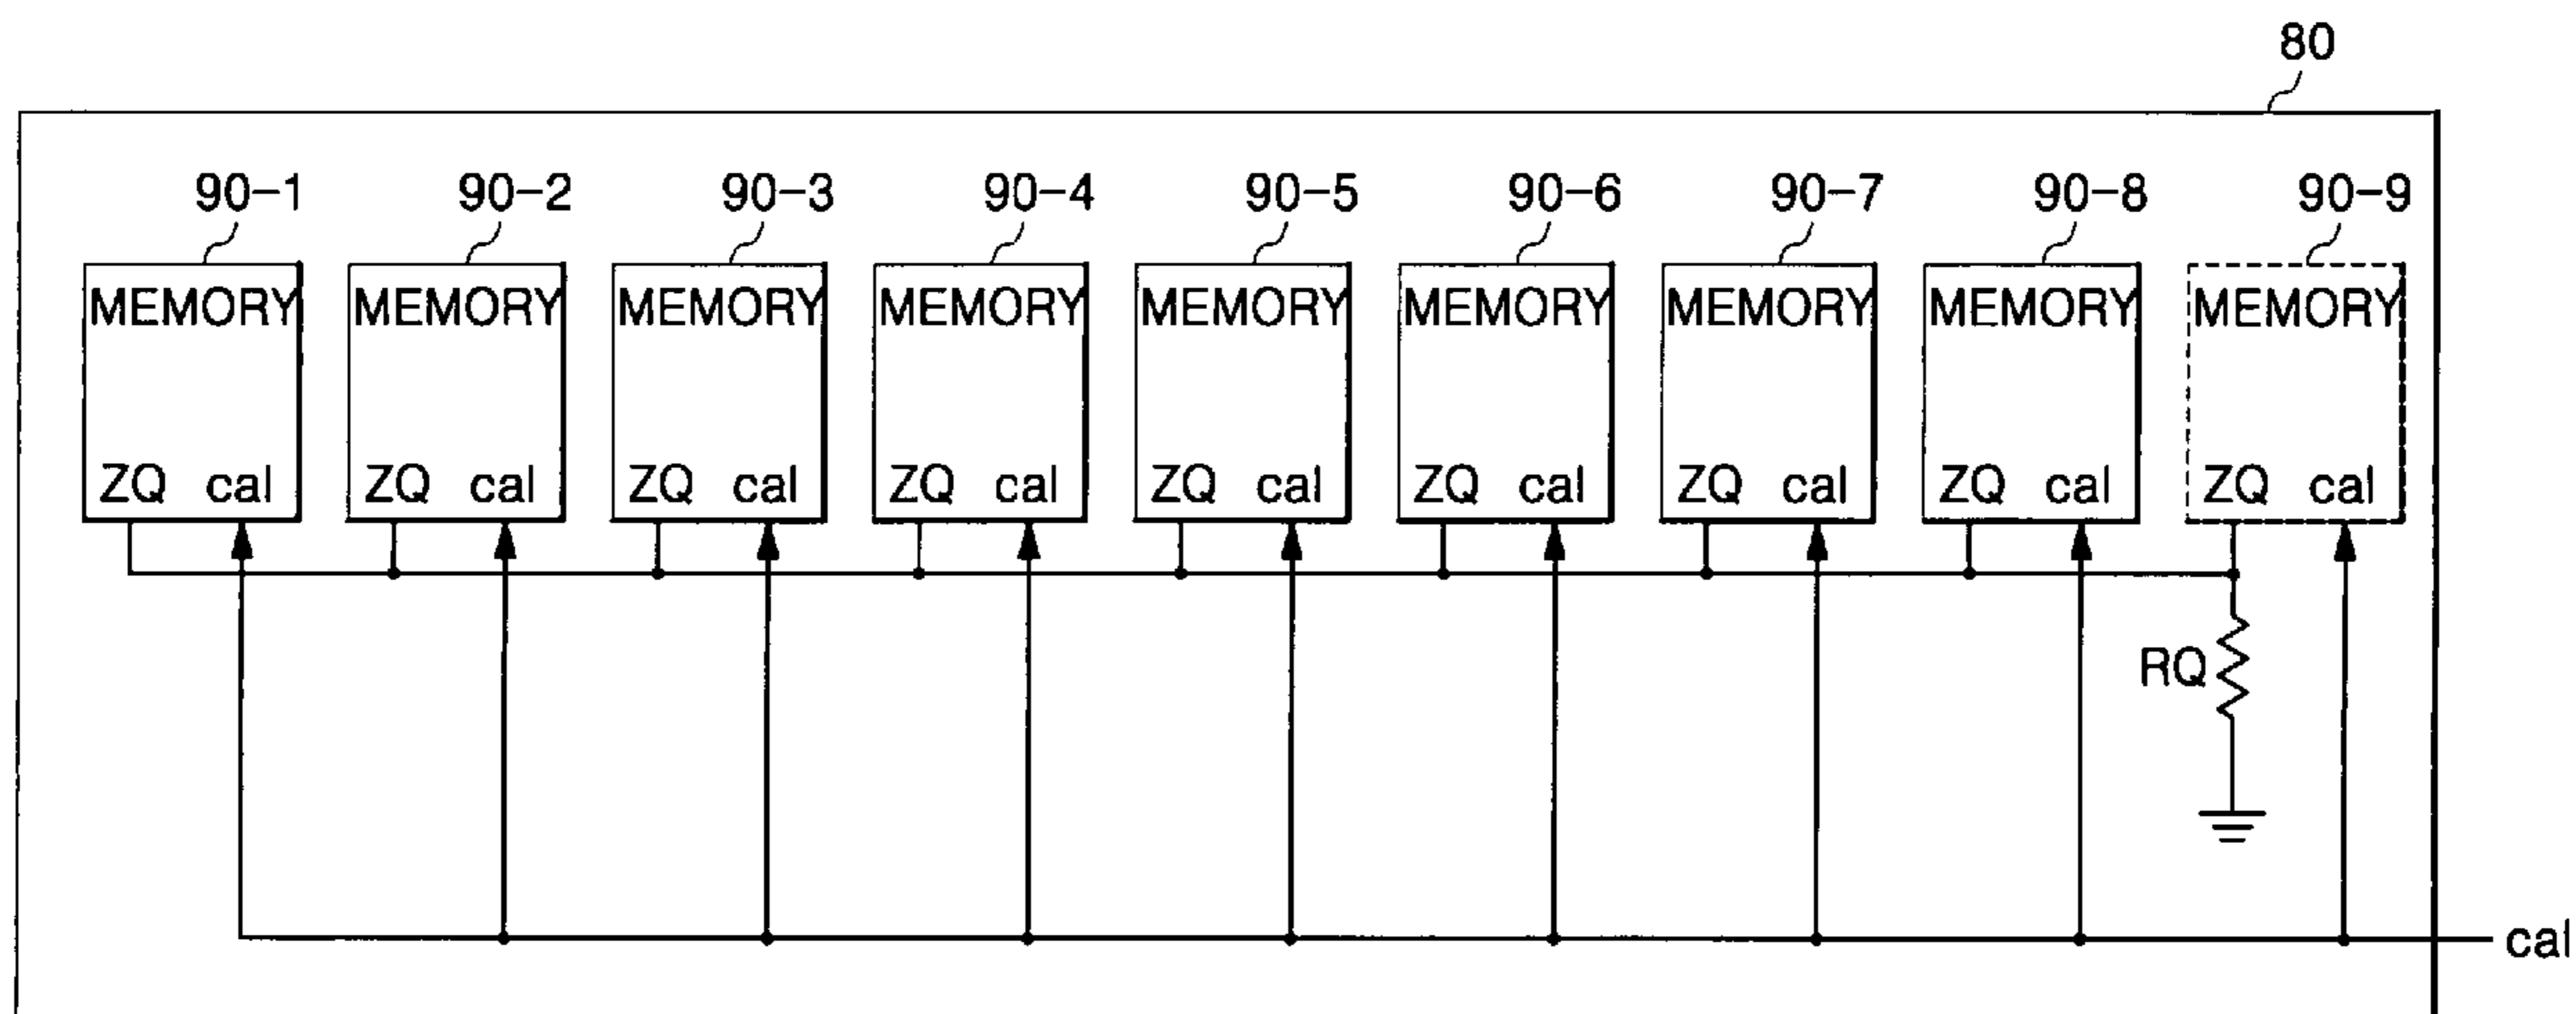 80
90-1 90-2 90-3 90-4 90-5 90-6 90-7 90-8 90-9
MEMORY MEMORY MEMORY MEMORY MEMORY MEMORY MEMORY MEMORY MEMORY
ZQ cal ZQ cal ZQ cal ZQ cal ZQ cal ZQ cal ZQ cal ZQ cal ZQ cal
RQ
cal